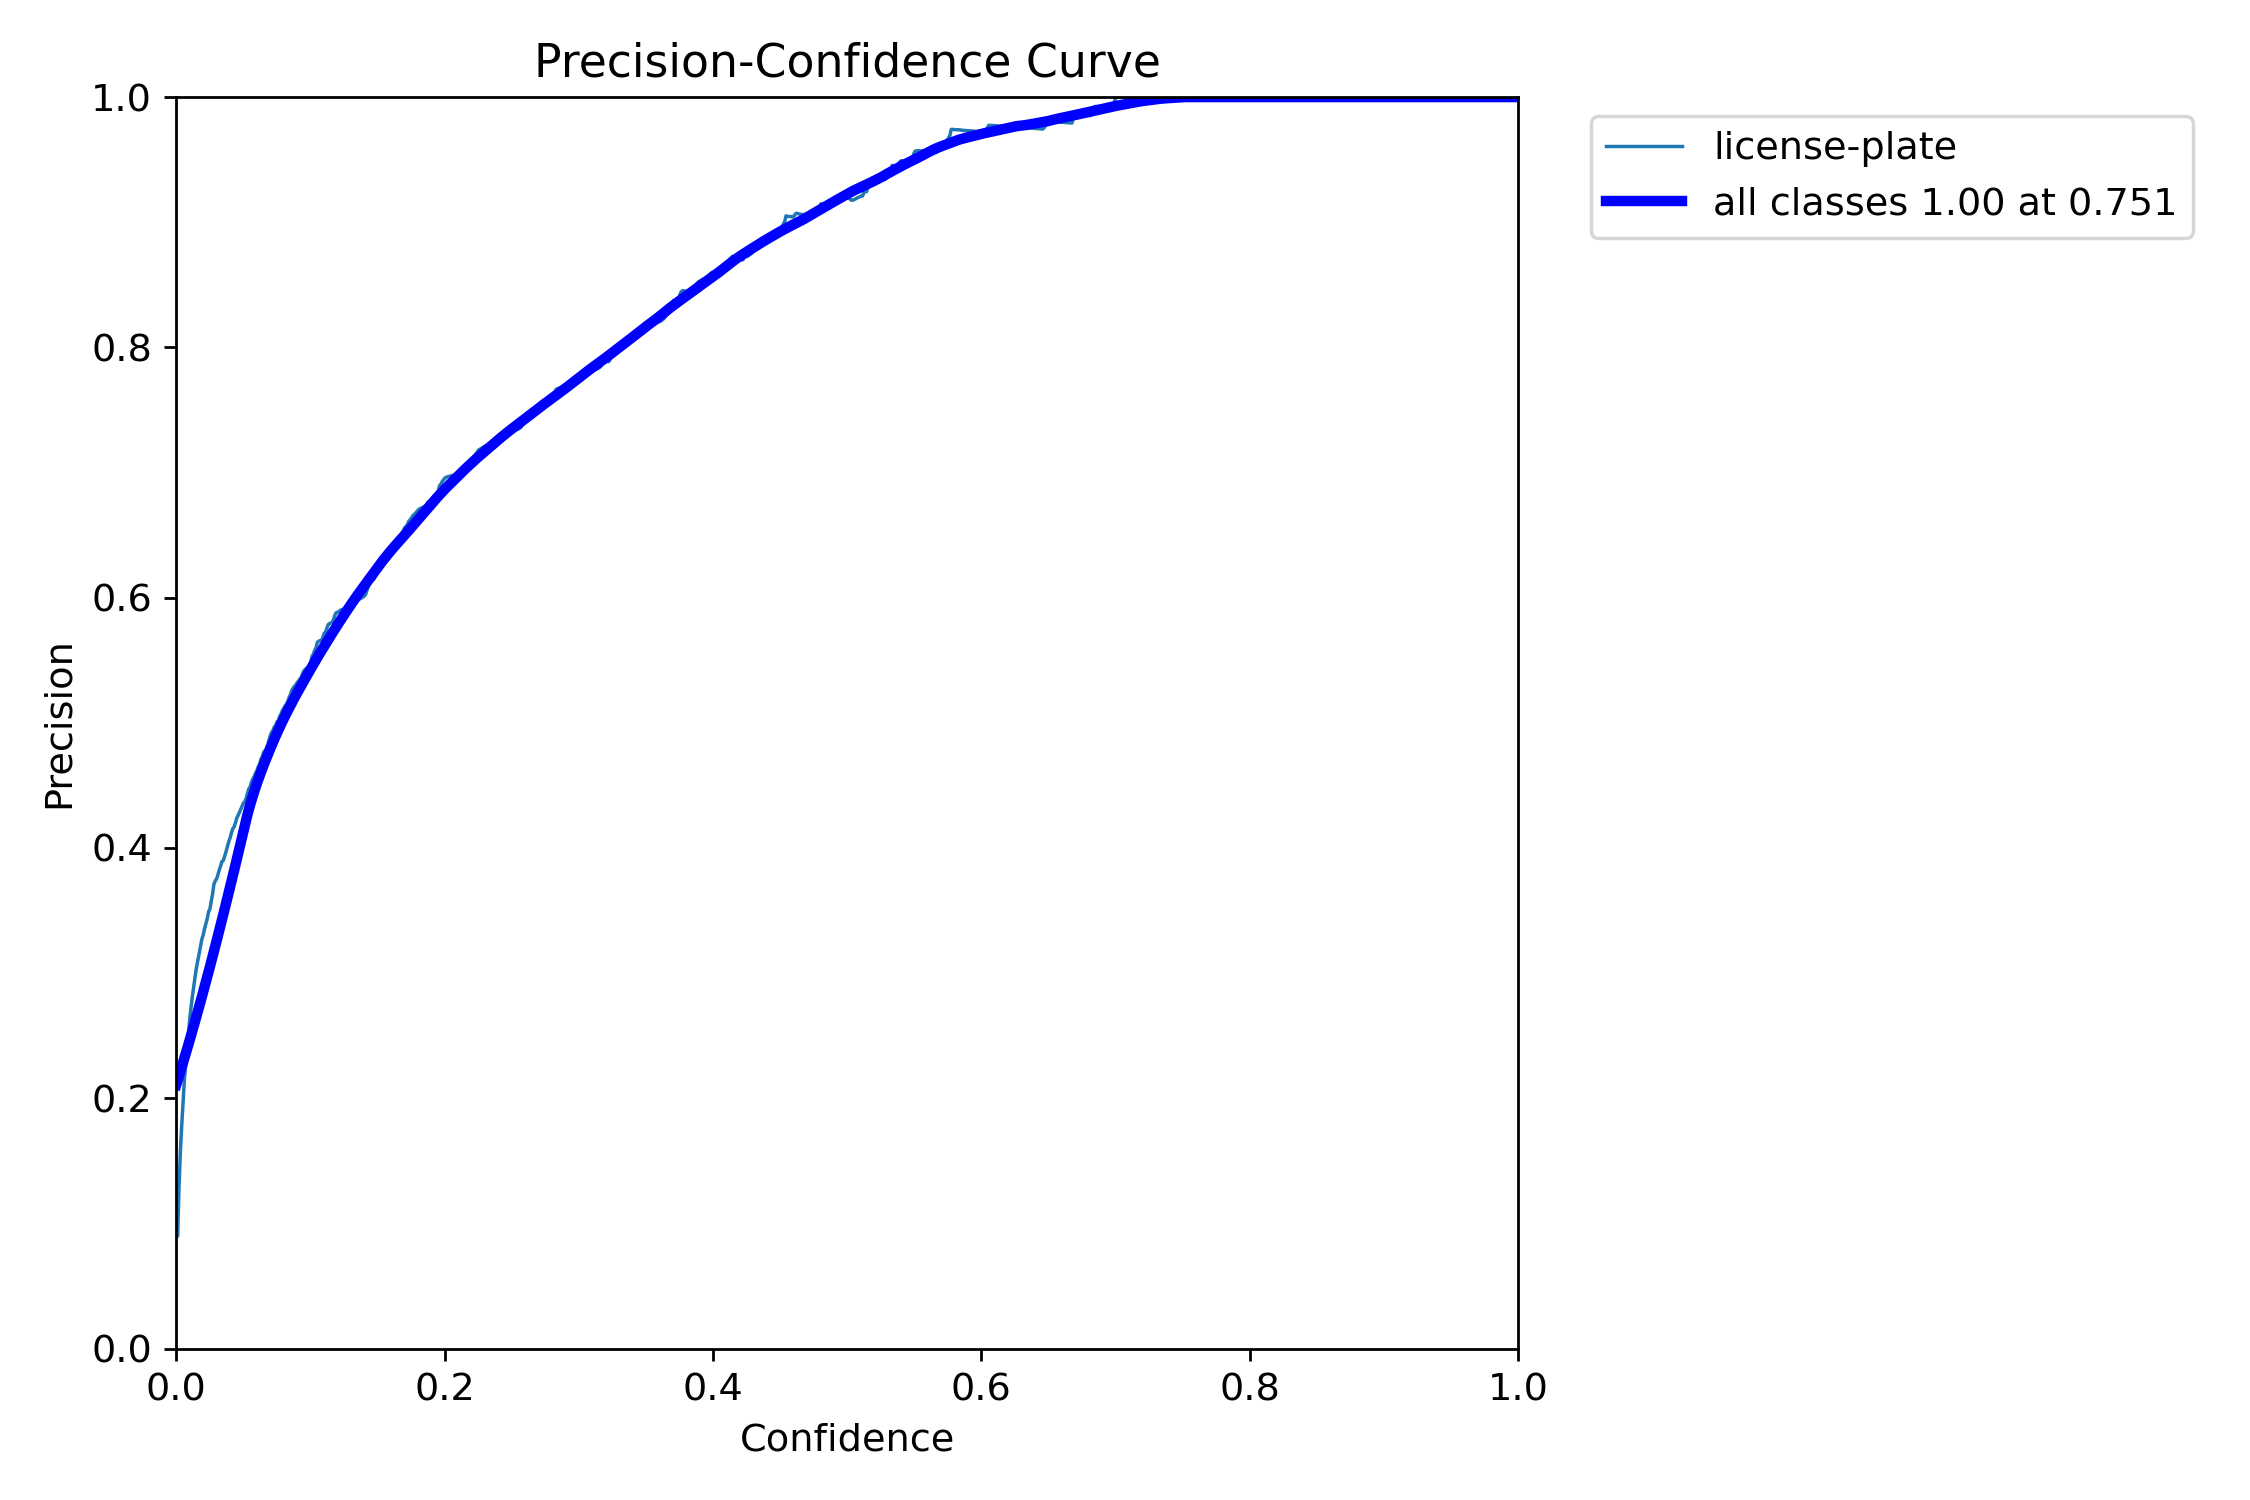 Precision-Confidence Curve
1.0
0.8
0.6
0.4
0.2
0.0
Precision
0.0 0.2 0.4 0.6 0.8 1.0
Confidence
license-plate
all classes 1.00 at 0.751